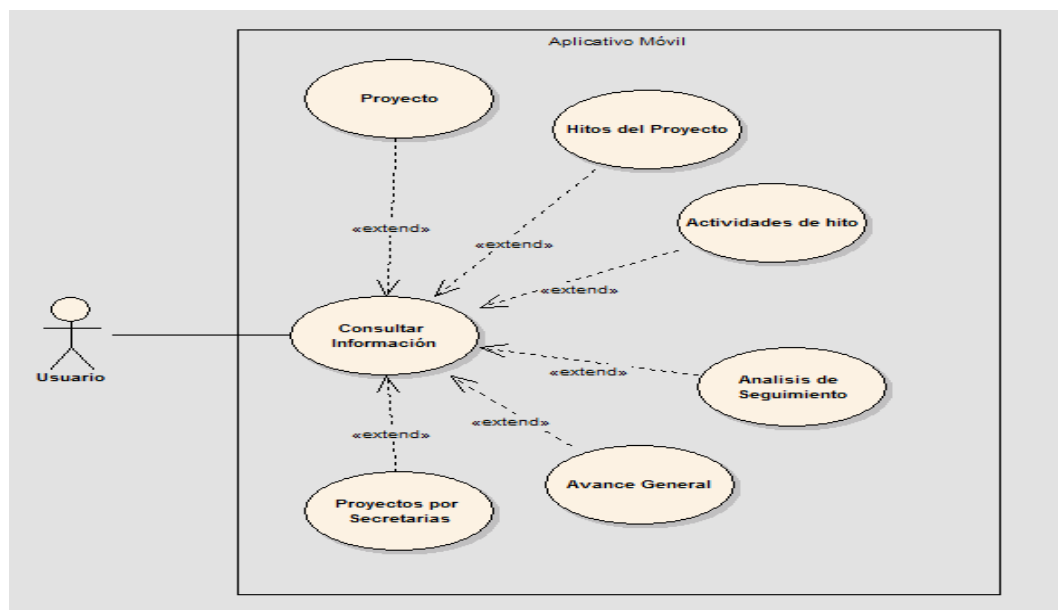 Aplicativo Móvil
Proyecto
Hitos del Proyecto
Actividades de hito
«extend»
«extend»
«extend»
Consultar
Información
Usuario
«extend»
Analisis de
Seguimiento
«extend»
«extend»
Avance General
Proyectos por
Secretarias